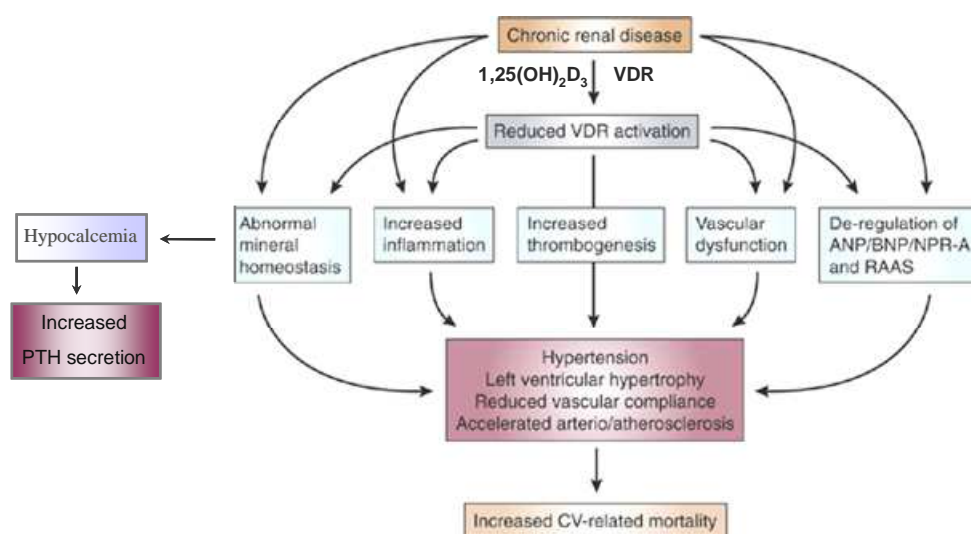 Chronic renal disease
1,25(OH)₂D₃ VDR
Reduced VDR activation
Abnormal
mineral
homeostasis
Increased
inflammation
Increased
thrombogenesis
Vascular
dysfunction
De-regulation of
ANP/BNP/NPR-A
and RAAS
Hypocalcemia
Increased
PTH secretion
Hypertension
Left ventricular hypertrophy
Reduced vascular compliance
Accelerated arterio/atherosclerosis
Increased CV-related mortality